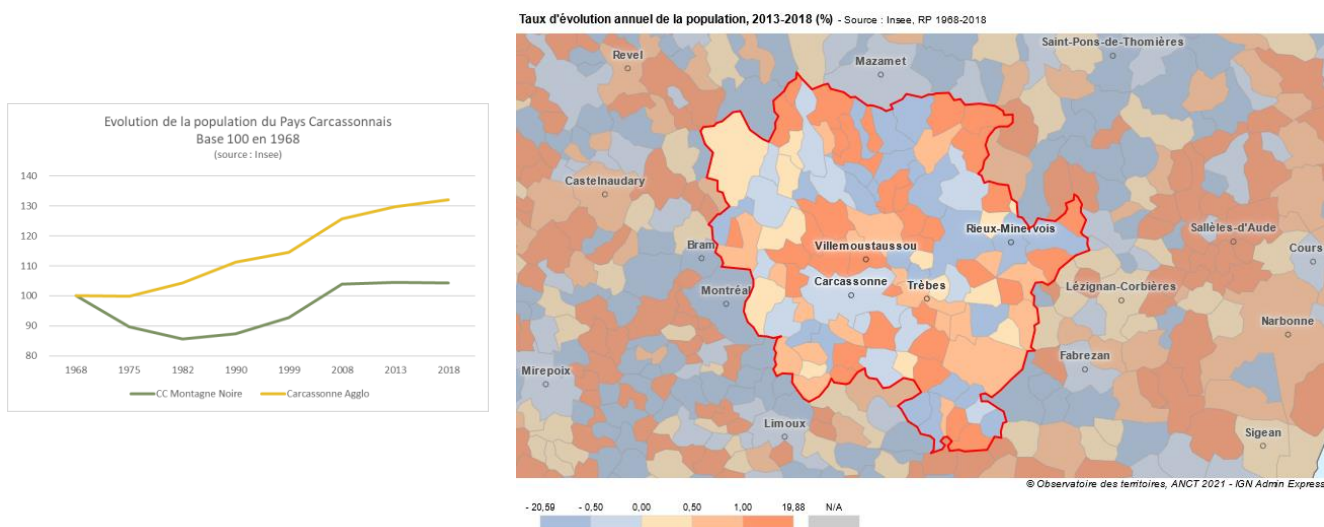 Evolution de la population du Pays Carcassonnais
Base 100 en 1968
(source : Insee)
140
130
120
110
100
90
80
1968 1975 1982 1990 1999 2008 2013 2018
CC Montagne Noire Carcassonne Agglo
Taux d'évolution annuel de la population, 2013-2018 (%) - Source : Insee, RP 1968-2018
Saint-Pons-de-Thomières
Revel
Mazamet
Castelnaudary
Rieux-Minervois
Sallèles-d'Aude
Bram
Villemoustaussou
Cours
Montréal
Carcassonne
Trèbes
Lézignan-Corbières
Narbonne
Fabrezan
Mirepoix
Limoux
Sigean
© Observatoire des territoires, ANCT 2021 - IGN Admin Express
- 20,59 - 0,50 0,00 0,50 1,00 19,88 N/A